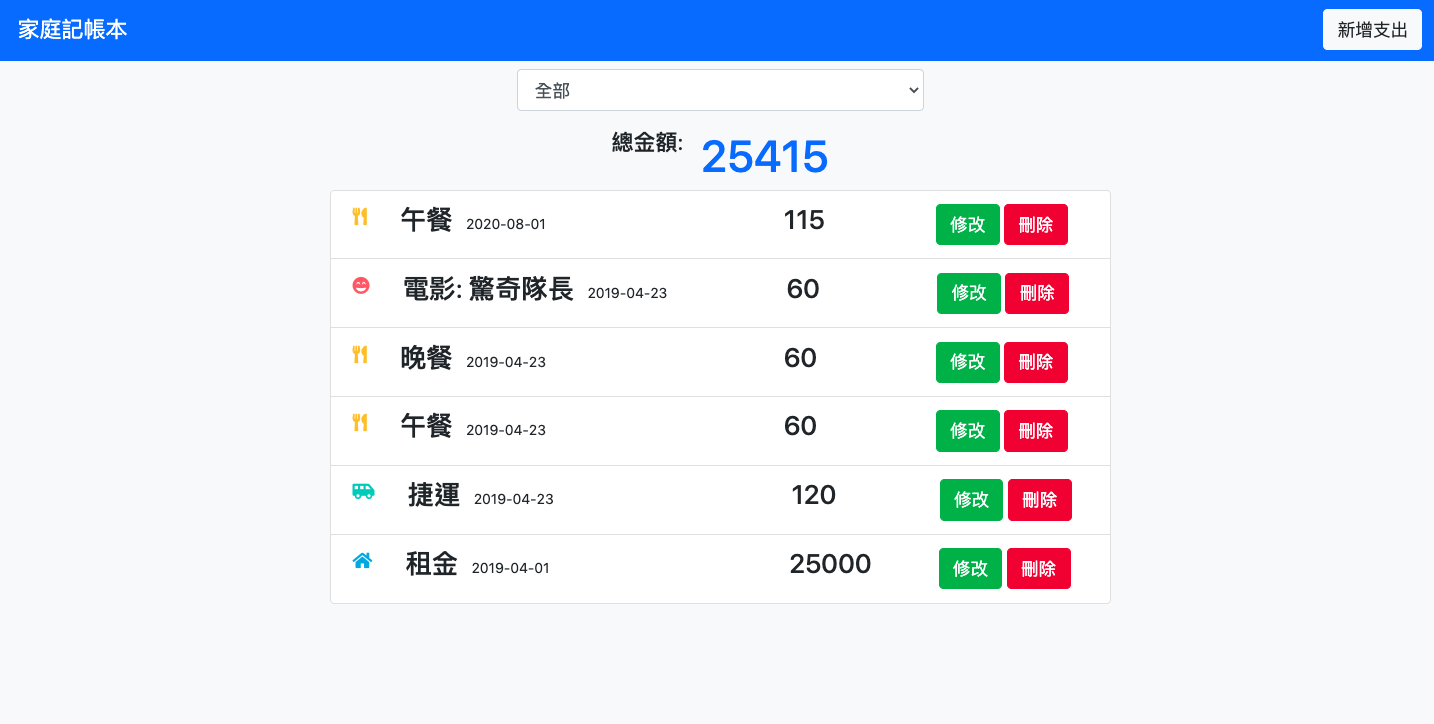 家庭記帳本 新增支出
全部
總金額: 25415
午餐 2020-08-01 115 修改 刪除
電影: 驚奇隊長 2019-04-23 60 修改 刪除
晚餐 2019-04-23 60 修改 刪除
午餐 2019-04-23 60 修改 刪除
捷運 2019-04-23 120 修改 刪除
租金 2019-04-01 25000 修改 刪除